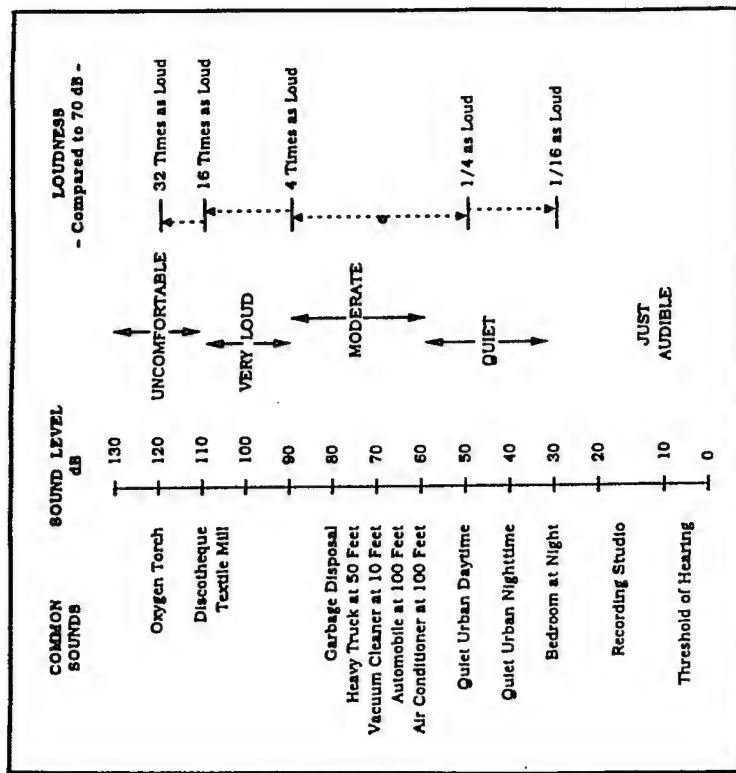 COMMON
SOUNDS
SOUND LEVEL
dB
LOUDNESS
- Compared to 70 dB -
130
Oxygen Torch
120
UNCOMFORTABLE
32 Times as Loud
Discotheque
110
16 Times as Loud
Textile Mill
100
VERY LOUD
90
4 Times as Loud
Garbage Disposal
80
Heavy Truck at 50 Feet
MODERATE
Vacuum Cleaner at 10 Feet
70
Automobile at 100 Feet
Air Conditioner at 100 Feet
60
Quiet Urban Daytime
50
QUIET
1/4 as Loud
Quiet Urban Nighttime
40
Bedroom at Night
30
1/16 as Loud
Recording Studio
20
JUST
AUDIBLE
10
Threshold of Hearing
0